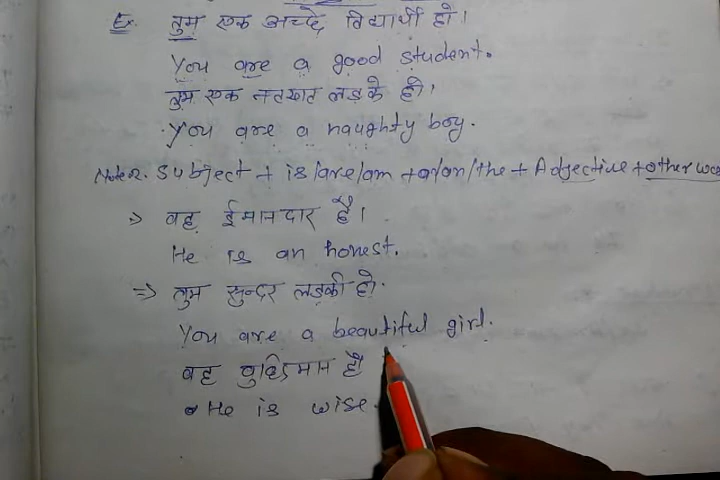 Ex. तुम एक अच्छे विद्यार्थी हो।
You are a good student.
तुम एक नटखट लड़के हो।
You are a naughty boy.
Note 2. Subject + is/are/am + a/an/the + Adjective + other
⇒ वह ईमानदार है।
He is an honest.
⇒ तुम सुन्दर लड़की हो.
You are a beautiful girl.
वह बुद्धिमान है
He is wise.